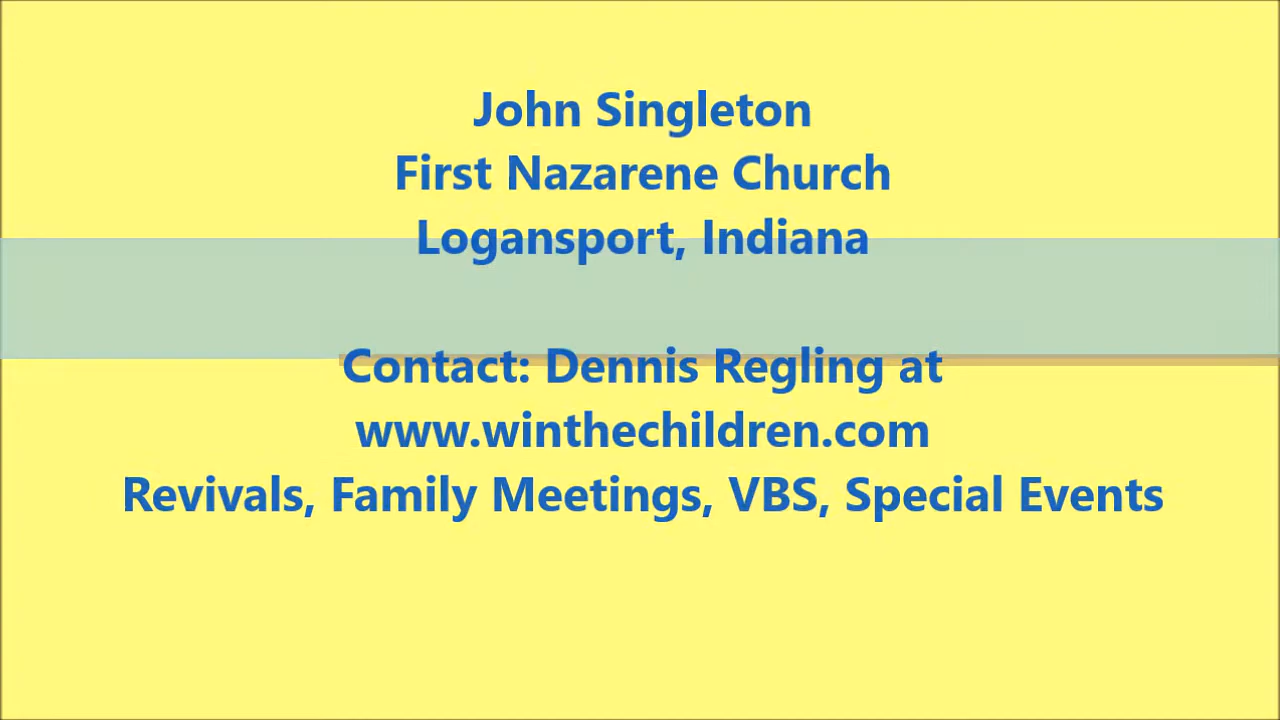 John Singleton
First Nazarene Church
Logansport, Indiana
Contact: Dennis Regling at
www.winthechildren.com
Revivals, Family Meetings, VBS, Special Events